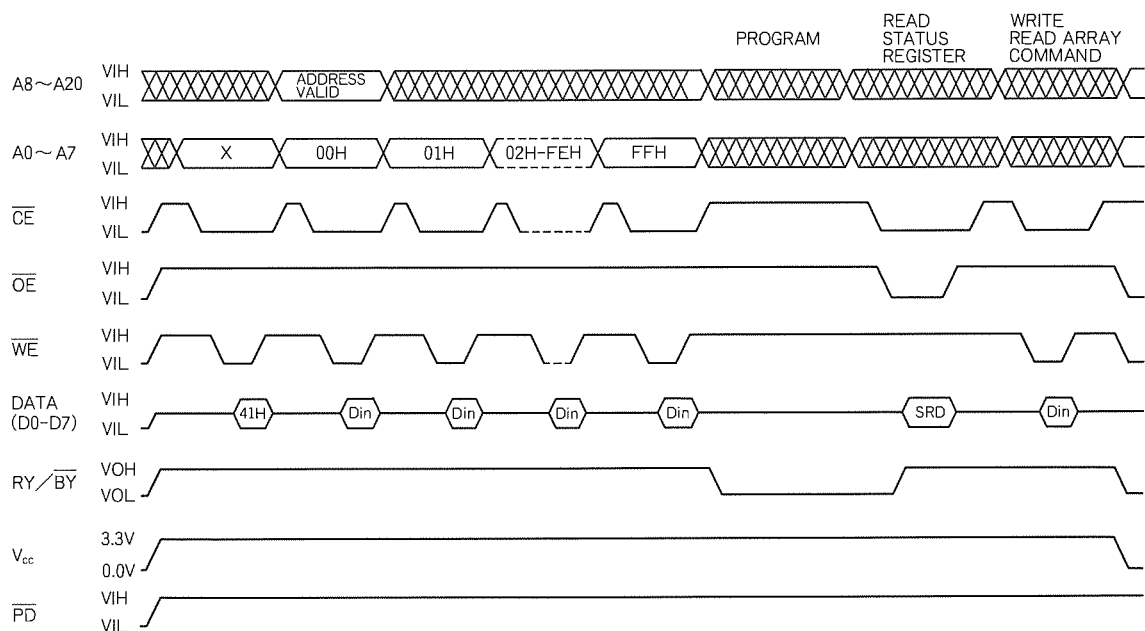 PROGRAM
READ
STATUS
REGISTER
WRITE
READ ARRAY
COMMAND
A8～A20
VIH
VIL
ADDRESS
VALID
A0～A7
VIH
VIL
X
00H
01H
02H-FEH
FFH
CE
VIH
VIL
OE
VIH
VIL
WE
VIH
VIL
DATA
(D0-D7)
VIH
VIL
41H
Din
Din
Din
Din
SRD
Din
RY／BY
VOH
VOL
Vcc
3.3V
0.0V
PD
VIH
VIL